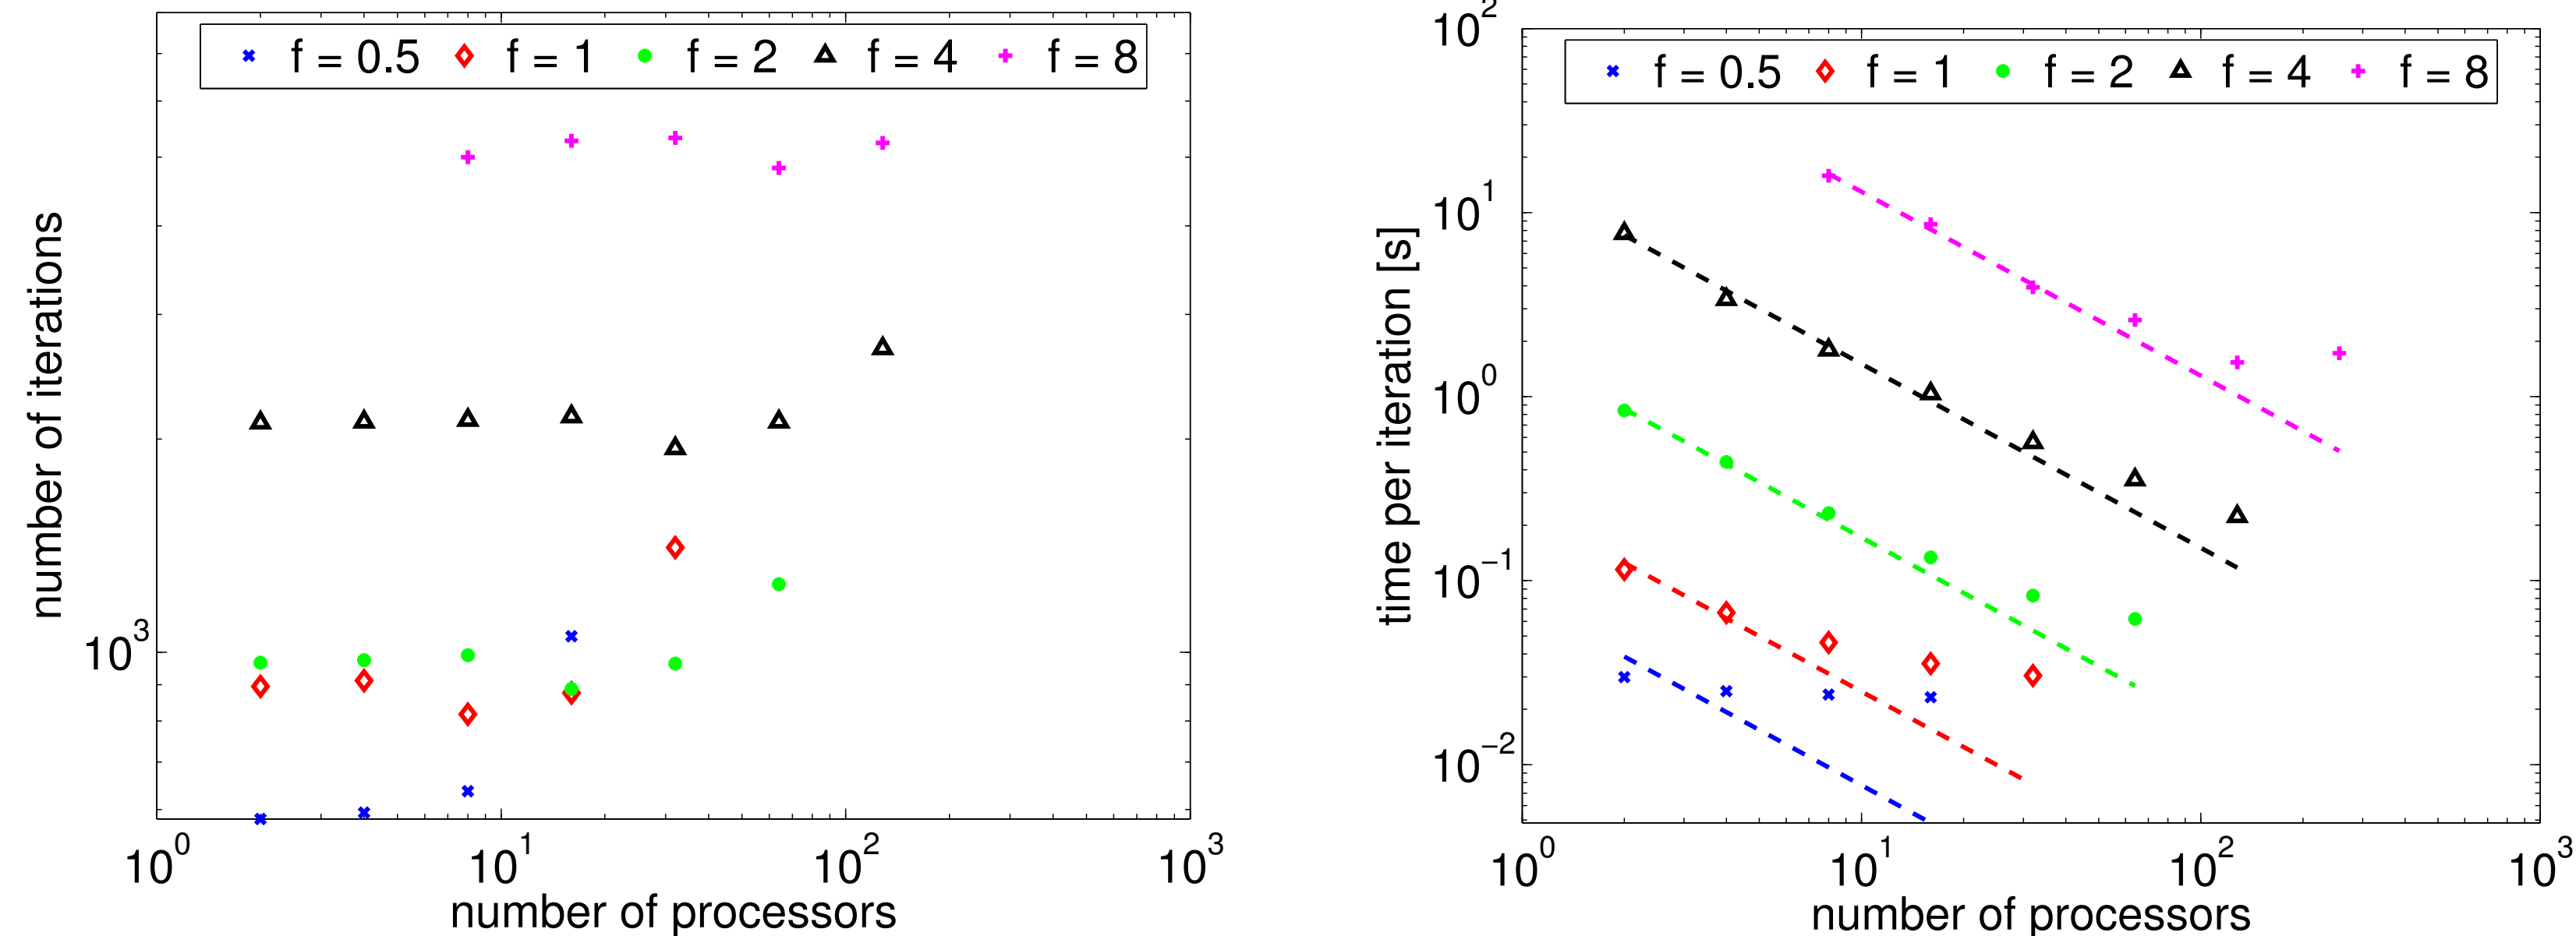 f = 0.5 f = 1 f = 2 f = 4 f = 8
number of iterations
10^3
10^0 10^1 10^2 10^3
number of processors
f = 0.5 f = 1 f = 2 f = 4 f = 8
time per iteration [s]
10^2
10^1
10^0
10^−1
10^−2
10^0 10^1 10^2 10^3
number of processors